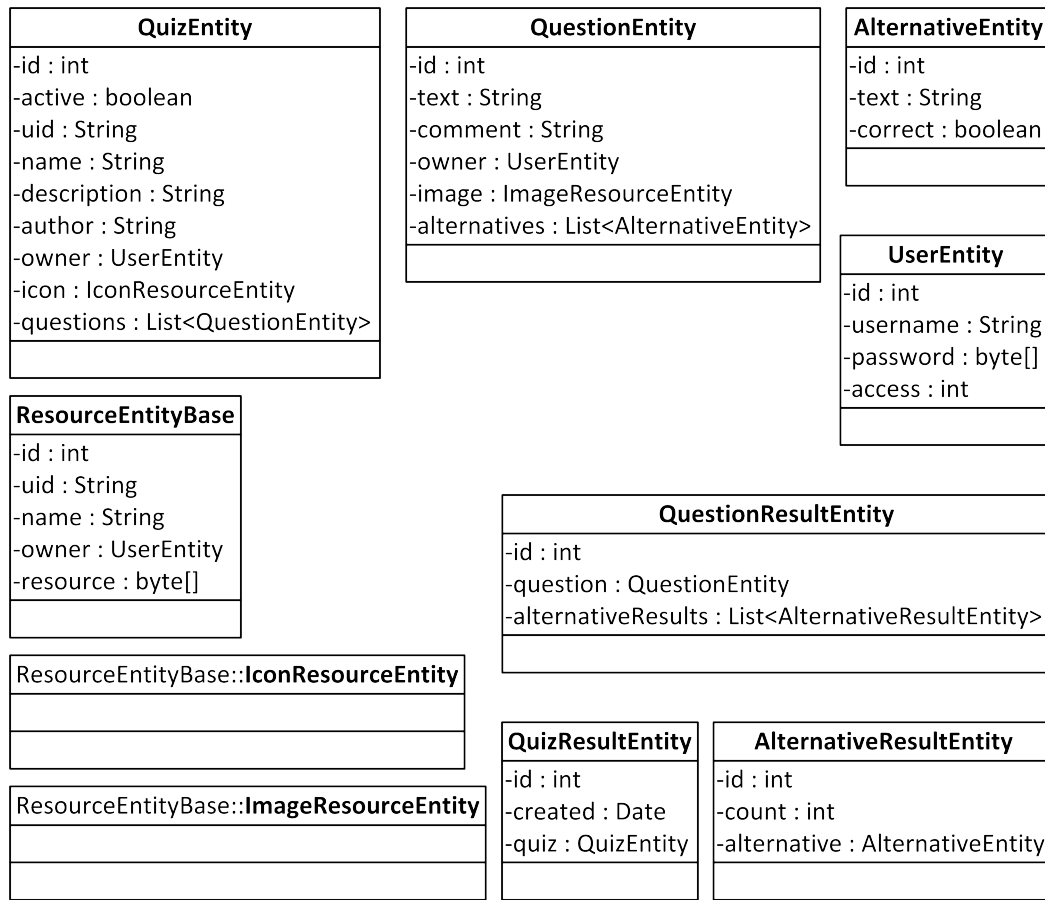 QuizEntity
-id : int
-active : boolean
-uid : String
-name : String
-description : String
-author : String
-owner : UserEntity
-icon : IconResourceEntity
-questions : List<QuestionEntity>
QuestionEntity
-id : int
-text : String
-comment : String
-owner : UserEntity
-image : ImageResourceEntity
-alternatives : List<AlternativeEntity>
AlternativeEntity
-id : int
-text : String
-correct : boolean
UserEntity
-id : int
-username : String
-password : byte[]
-access : int
ResourceEntityBase
-id : int
-uid : String
-name : String
-owner : UserEntity
-resource : byte[]
QuestionResultEntity
-id : int
-question : QuestionEntity
-alternativeResults : List<AlternativeResultEntity>
ResourceEntityBase::IconResourceEntity
ResourceEntityBase::ImageResourceEntity
QuizResultEntity
-id : int
-created : Date
-quiz : QuizEntity
AlternativeResultEntity
-id : int
-count : int
-alternative : AlternativeEntity